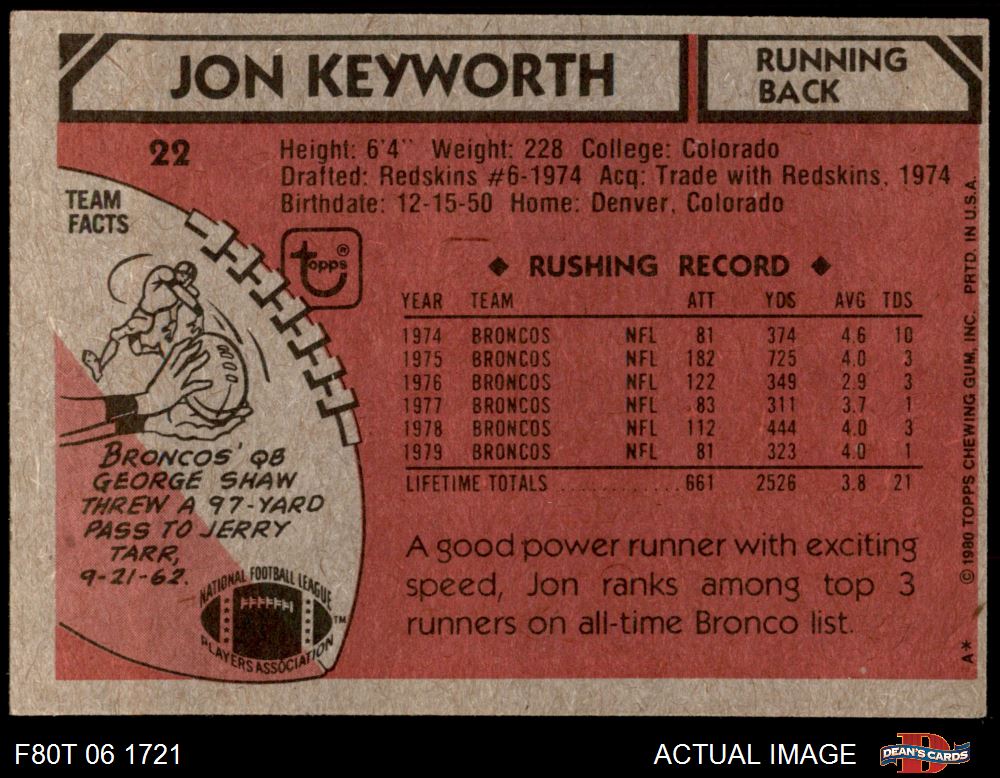 JON KEYWORTH
RUNNING
BACK
22
Height: 6'4" Weight: 228 College: Colorado
Drafted: Redskins #6-1974 Acq: Trade with Redskins, 1974
Birthdate: 12-15-50 Home: Denver, Colorado
TEAM
FACTS
topps®
◆ RUSHING RECORD ◆
YEAR TEAM ATT YDS AVG TDS
1974 BRONCOS NFL 81 374 4.6 10
1975 BRONCOS NFL 182 725 4.0 3
1976 BRONCOS NFL 122 349 2.9 3
1977 BRONCOS NFL 83 311 3.7 1
1978 BRONCOS NFL 112 444 4.0 3
1979 BRONCOS NFL 81 323 4.0 1
LIFETIME TOTALS ............ 661 2526 3.8 21
BRONCOS' QB
GEORGE SHAW
THREW A 97-YARD
PASS TO JERRY
TARR,
9-21-62.
NATIONAL FOOTBALL LEAGUE
PLAYERS ASSOCIATION
TM
A good power runner with exciting
speed, Jon ranks among top 3
runners on all-time Bronco list.
A* © 1980 TOPPS CHEWING GUM, INC. PRTD. IN U.S.A.
F80T 06 1721
ACTUAL IMAGE
D
DEAN'S CARDS